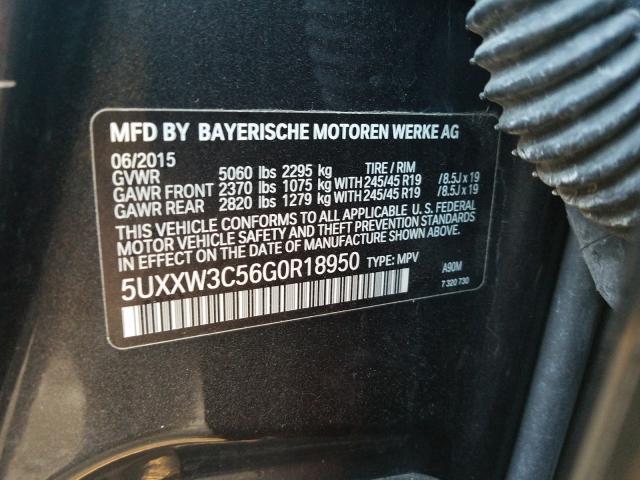 MFD BY BAYERISCHE MOTOREN WERKE AG
06/2015 TIRE / RIM
GVWR 5060 lbs 2295 kg
GAWR FRONT 2370 lbs 1075 kg WITH 245/45 R19 /8.5J x 19
GAWR REAR 2820 lbs 1279 kg WITH 245/45 R19 /8.5J x 19
THIS VEHICLE CONFORMS TO ALL APPLICABLE U.S. FEDERAL
MOTOR VEHICLE SAFETY AND THEFT PREVENTION STANDARDS
IN EFFECT ON THE DATE OF MANUFACTURE SHOWN ABOVE.
5UXXW3C56G0R18950 TYPE: MPV
A90M
7 320 730